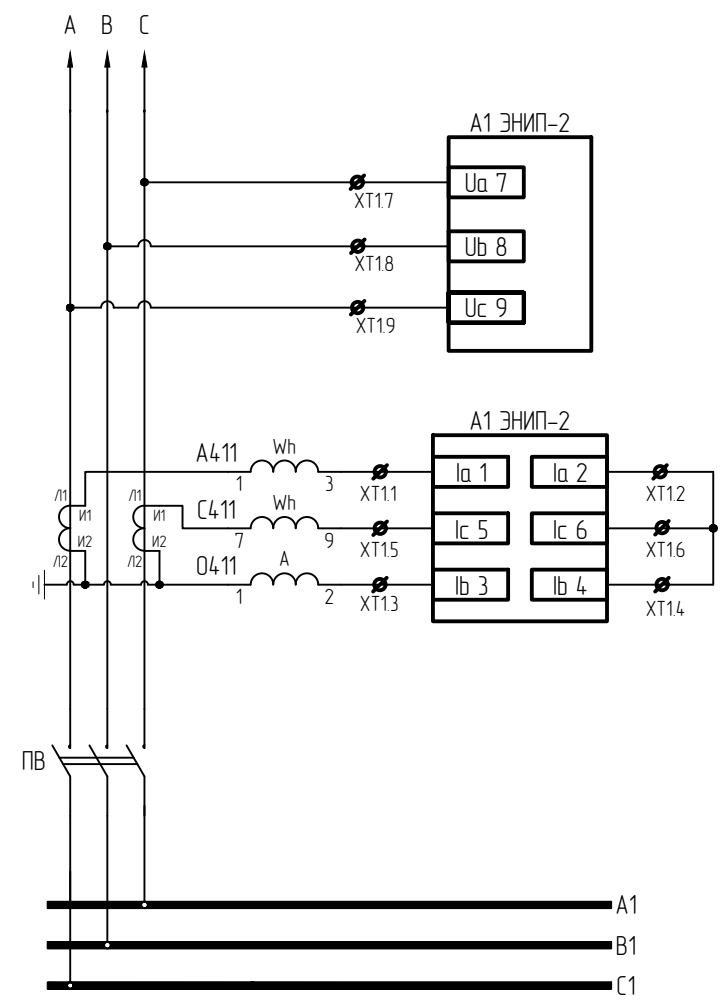 A B C
А1 ЭНИП-2
Ua 7
XT1.7
Ub 8
XT1.8
Uc 9
XT1.9
А1 ЭНИП-2
A411 Wh
1 3 XT1.1 Ia 1 Ia 2 XT1.2
Л1 И1 И2 Л2
Л1 И1 И2 Л2
C411 Wh
7 9 XT1.5 Ic 5 Ic 6 XT1.6
O411 A
1 2 XT1.3 Ib 3 Ib 4 XT1.4
ПВ
A1
B1
C1